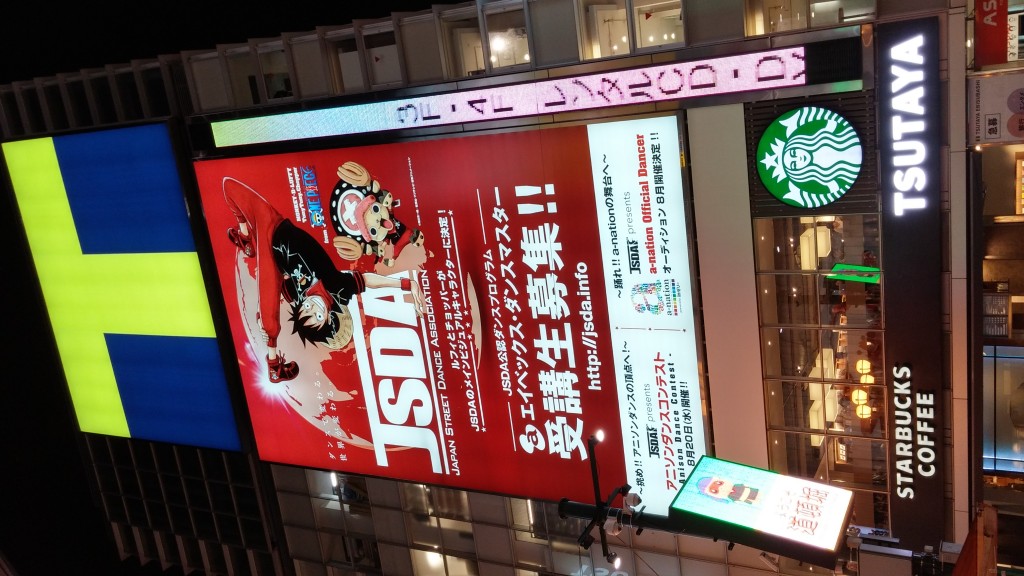 T
ダンスで変わる。
世界が変わる。
MONKEY・D・LUFFY
TonyTony.Chopper
from ONE PIECE
JSDA
JAPAN STREET DANCE ASSOCIATION
ルフィとチョッパーが
JSDAのメインビジュアルキャラクターに決定！
JSDA公認ダンスプログラム
a エイベックス・ダンスマスター
受講生募集!!
http://jsda.info
〜挑め!! アニソンダンスの頂点へ!〜
JSDA presents
アニソンダンスコンテスト
- Anison Dance Contest -
8月20日(水)開催!!
〜踊れ!! a-nationの舞台へ〜
a-nation
JSDA presents
a-nation Official Dancer
オーディション 8月開催決定!!
3F・4F レンタルCD・DV
道頓堀
STARBUCKS
COFFEE
TSUTAYA
TSUTAYA EBISUBASHI
急募
AS